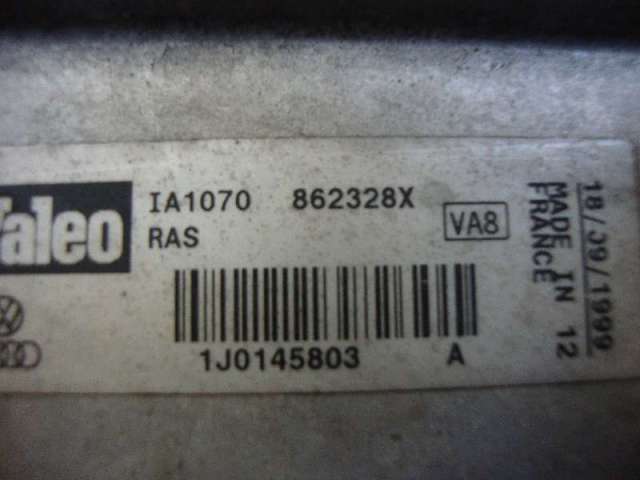 Valeo
IA1070 862328X
RAS
VA8
1J0145803 A
MADE IN 12
FRANCE
18/09/1999